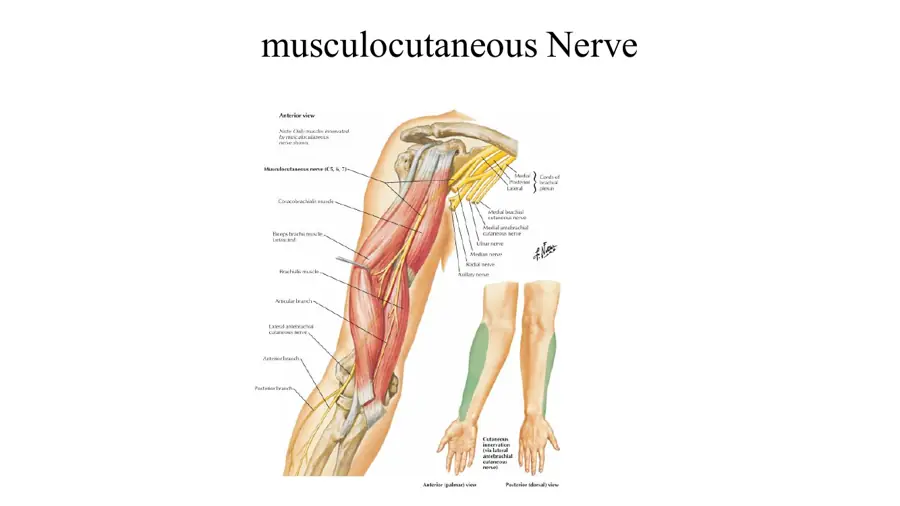 musculocutaneous Nerve
Anterior view
Note: Only muscles innervated
by musculocutaneous
nerve shown.
Musculocutaneous nerve (C5, 6, 7)
Coracobrachialis muscle
Biceps brachii muscle
(retracted)
Brachialis muscle
Articular branch
Lateral antebrachial
cutaneous nerve
Anterior branch
Posterior branch
Medial
Posterior
Lateral
Cords of
brachial
plexus
Medial brachial
cutaneous nerve
Medial antebrachial
cutaneous nerve
Ulnar nerve
Median nerve
Radial nerve
Axillary nerve
Cutaneous
innervation
(via lateral
antebrachial
cutaneous
nerve)
Anterior (palmar) view
Posterior (dorsal) view